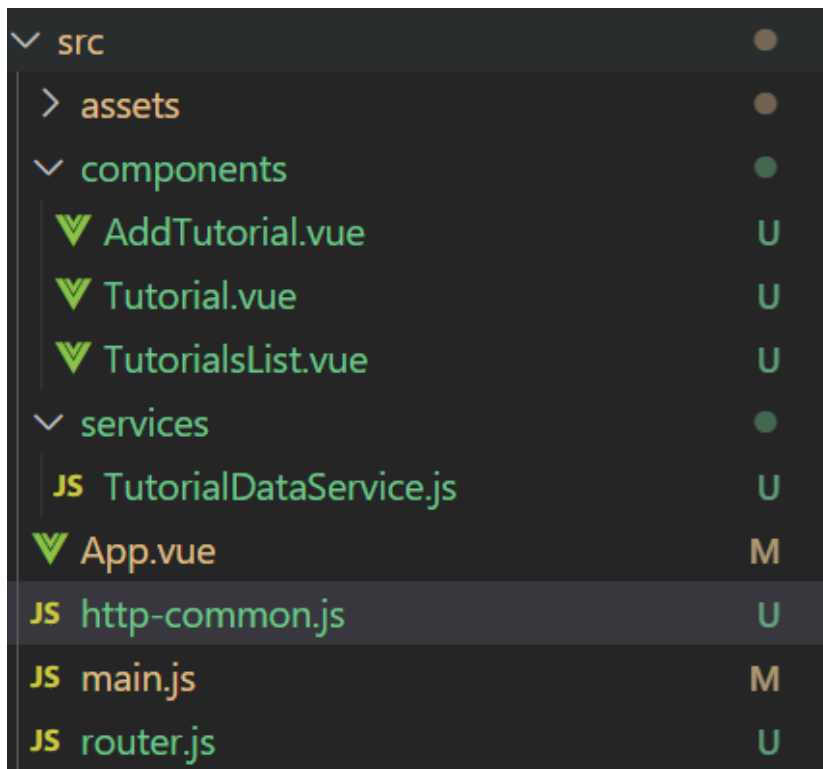 src
assets
components
AddTutorial.vue U
Tutorial.vue U
TutorialsList.vue U
services
JS TutorialDataService.js U
App.vue M
JS http-common.js U
JS main.js M
JS router.js U